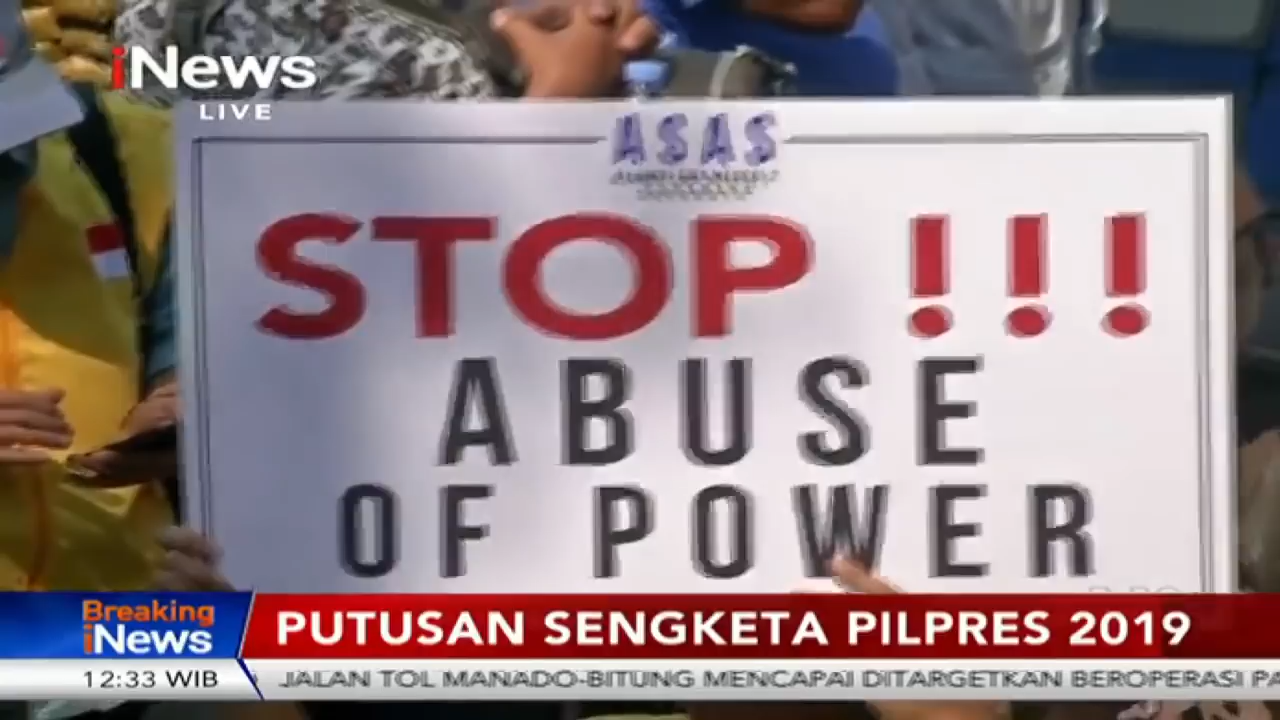 iNews
LIVE
ASAS
STOP !!!
ABUSE
OF POWER
Breaking
iNews
PUTUSAN SENGKETA PILPRES 2019
12:33 WIB
JALAN TOL MANADO-BITUNG MENCAPAI DITARGETKAN BEROPERASI